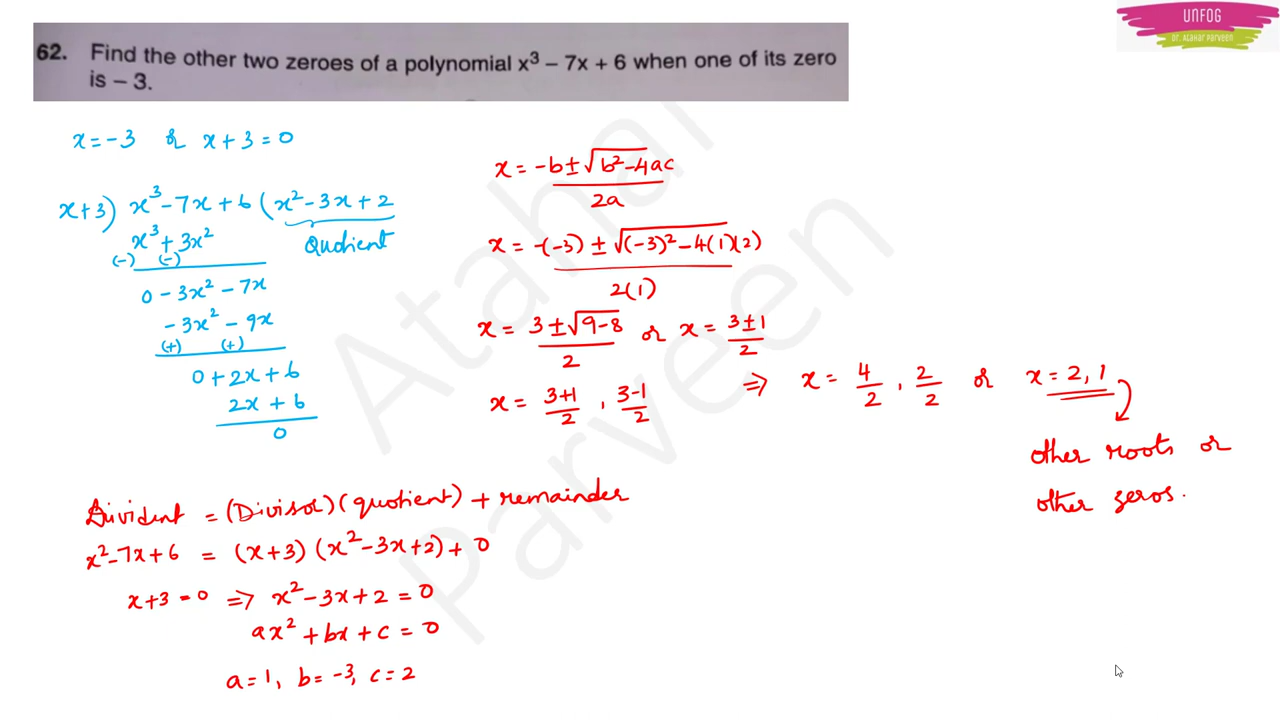 UNFOG
Dr. Atahar Parveen
62. Find the other two zeroes of a polynomial x³ – 7x + 6 when one of its zero
is – 3.
x = -3 or x + 3 = 0
x+3) x³ - 7x + 6 (x² - 3x + 2
x³ + 3x² Quotient
(-) (-)
0 - 3x² - 7x
- 3x² - 9x
(+) (+)
0 + 2x + 6
2x + 6
0
x = -b ± √b² - 4ac
2a
x = -(-3) ± √(-3)² - 4(1)(2)
2(1)
x = 3 ± √9-8 / 2 or x = 3 ± 1 / 2
x = 3+1 / 2 , 3-1 / 2
⇒ x = 4/2 , 2/2 or x = 2, 1
other roots or
other zeros.
Divident = (Divisor)(quotient) + remainder
x² - 7x + 6 = (x+3) (x² - 3x + 2) + 0
x + 3 = 0 ⇒ x² - 3x + 2 = 0
ax² + bx + c = 0
a = 1, b = -3, c = 2
Atahar
Parveen